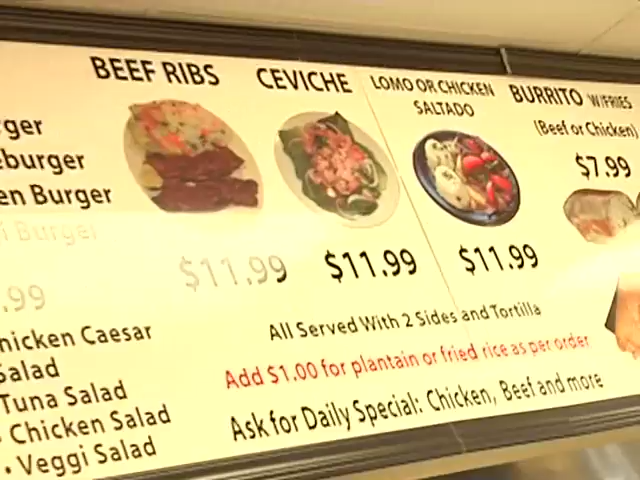 BEEF RIBS
CEVICHE
LOMO OR CHICKEN
SALTADO
BURRITO W/FRIES
(Beef or Chicken)
$7.99
ger
eburger
en Burger
i Burger
$11.99
$11.99
$11.99
.99
All Served With 2 Sides and Tortilla
Add $1.00 for plantain or fried rice as per order
Ask for Daily Special: Chicken, Beef and more
hicken Caesar
Salad
Tuna Salad
Chicken Salad
. Veggi Salad